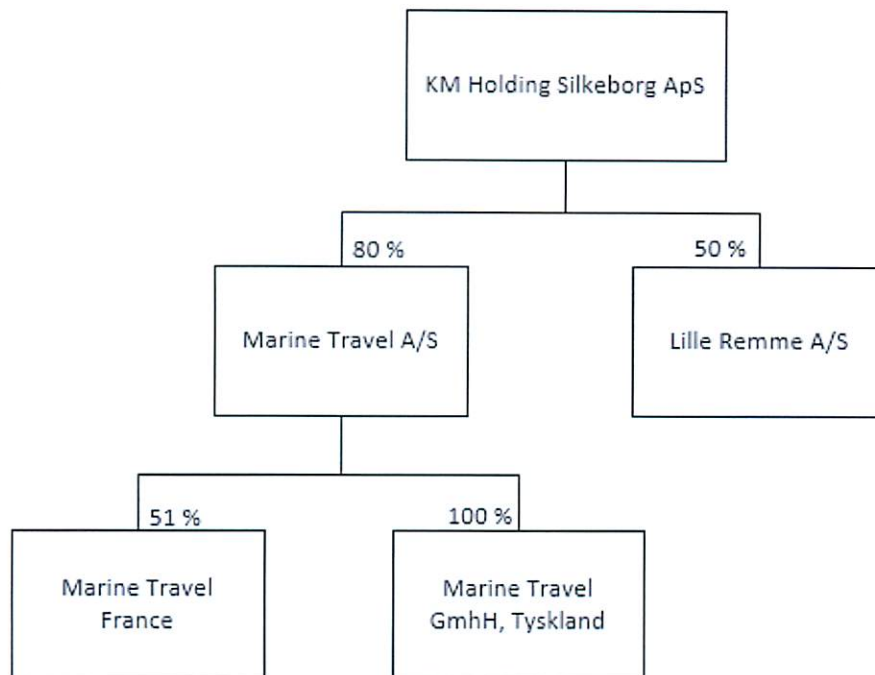 KM Holding Silkeborg ApS
80 %
50 %
Marine Travel A/S
Lille Remme A/S
51 %
100 %
Marine Travel
France
Marine Travel
GmhH, Tyskland